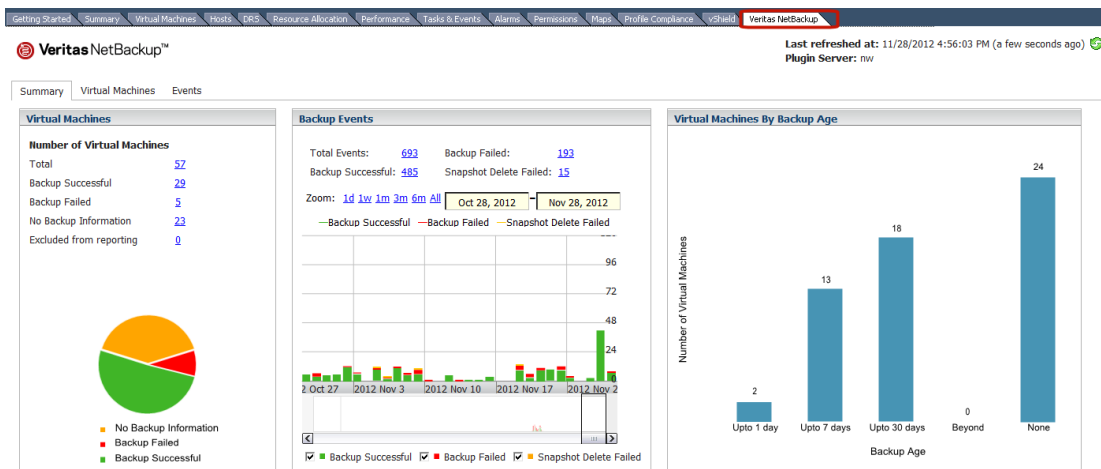 Getting Started Summary Virtual Machines Hosts DRS Resource Allocation Performance Tasks & Events Alarms Permissions Maps Profile Compliance vShield Veritas NetBackup
Veritas NetBackup™
Last refreshed at: 11/28/2012 4:56:03 PM (a few seconds ago)
Plugin Server: nw
Summary Virtual Machines Events
Virtual Machines
Number of Virtual Machines
Total 57
Backup Successful 29
Backup Failed 5
No Backup Information 23
Excluded from reporting 0
No Backup Information
Backup Failed
Backup Successful
Backup Events
Total Events: 693 Backup Failed: 193
Backup Successful: 485 Snapshot Delete Failed: 15
Zoom: 1d 1w 1m 3m 6m All Oct 28, 2012 - Nov 28, 2012
Backup Successful Backup Failed Snapshot Delete Failed
96
72
48
24
0
2 Oct 27 2012 Nov 3 2012 Nov 10 2012 Nov 17 2012 Nov 2
Backup Successful Backup Failed Snapshot Delete Failed
Virtual Machines By Backup Age
Number of Virtual Machines
2
13
18
0
24
Upto 1 day Upto 7 days Upto 30 days Beyond None
Backup Age